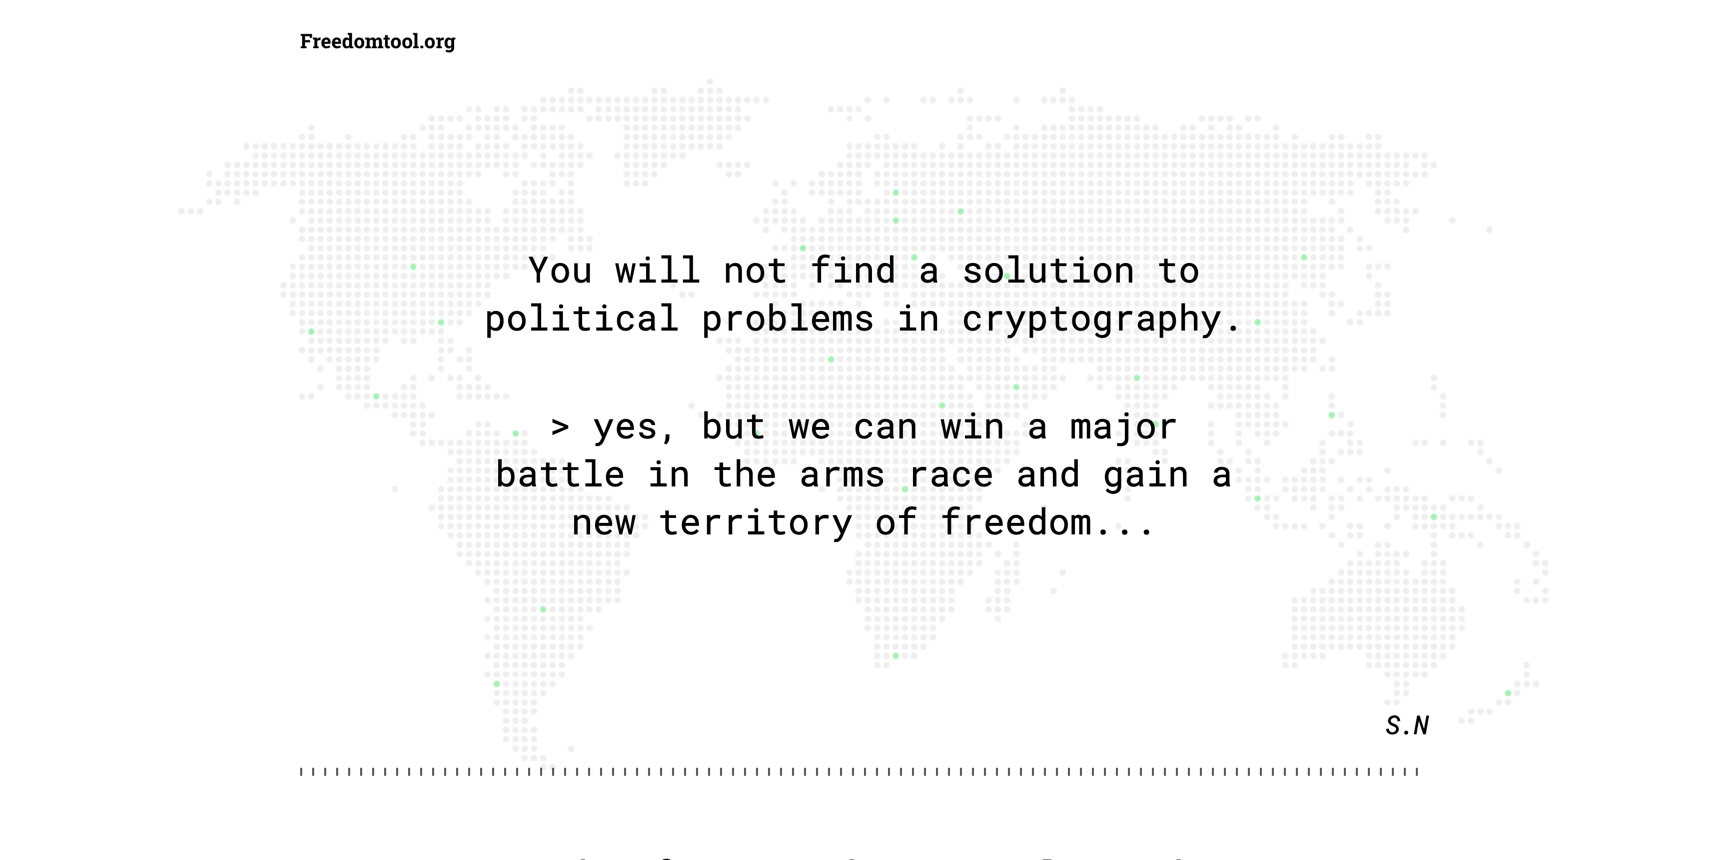 Freedomtool.org
You will not find a solution to
political problems in cryptography.
> yes, but we can win a major
battle in the arms race and gain a
new territory of freedom...
S.N